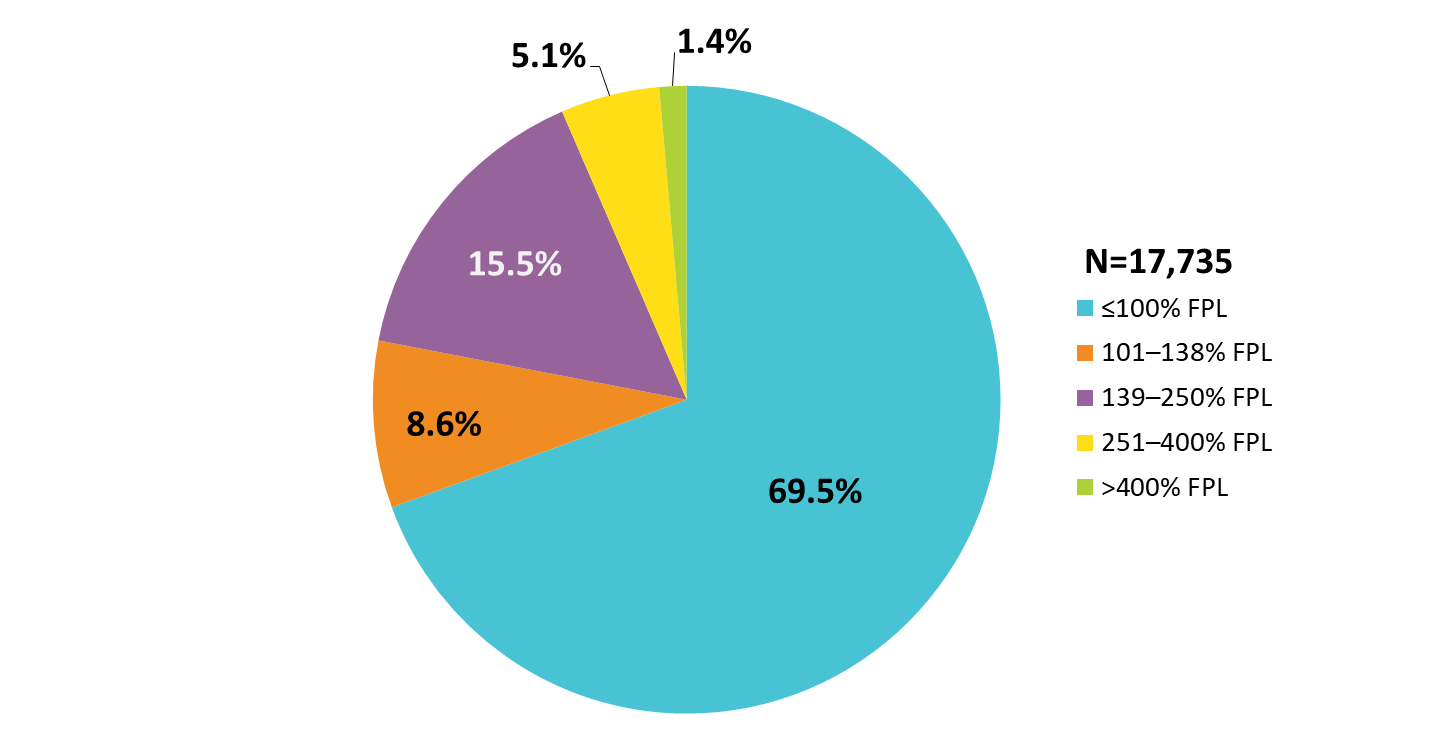 1.4%
5.1%
15.5%
8.6%
69.5%
N=17,735
≤100% FPL
101–138% FPL
139–250% FPL
251–400% FPL
>400% FPL